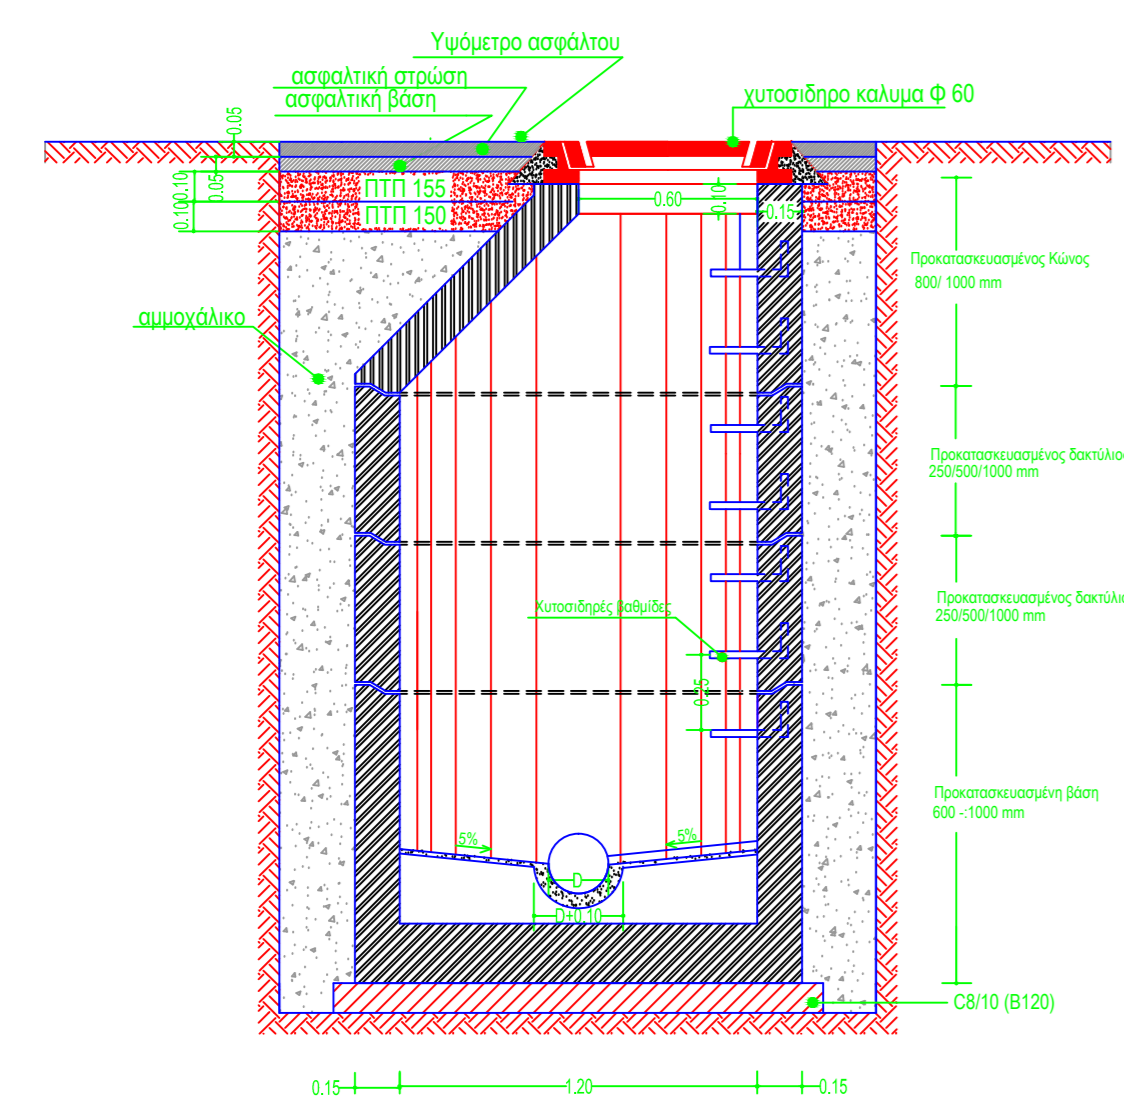 Υψόμετρο ασφάλτου
ασφαλτική στρώση
ασφαλτική βάση
χυτοσιδηρο καλυμα Φ 60
0.05
0.05
0.10
0.10
ΠΤΠ 155
ΠΤΠ 150
0.60
0.10
0.15
Προκατασκευασμένος Κώνος
800/ 1000 mm
αμμοχάλικο
Προκατασκευασμένος δακτύλιος
250/500/1000 mm
Προκατασκευασμένος δακτύλιο
250/500/1000 mm
Χυτοσιδηρές βαθμίδες
0.25
Προκατασκευασμένη βάση
600 -:1000 mm
5%
5%
D
D+0.10
C8/10 (B120)
0.15
1.20
0.15